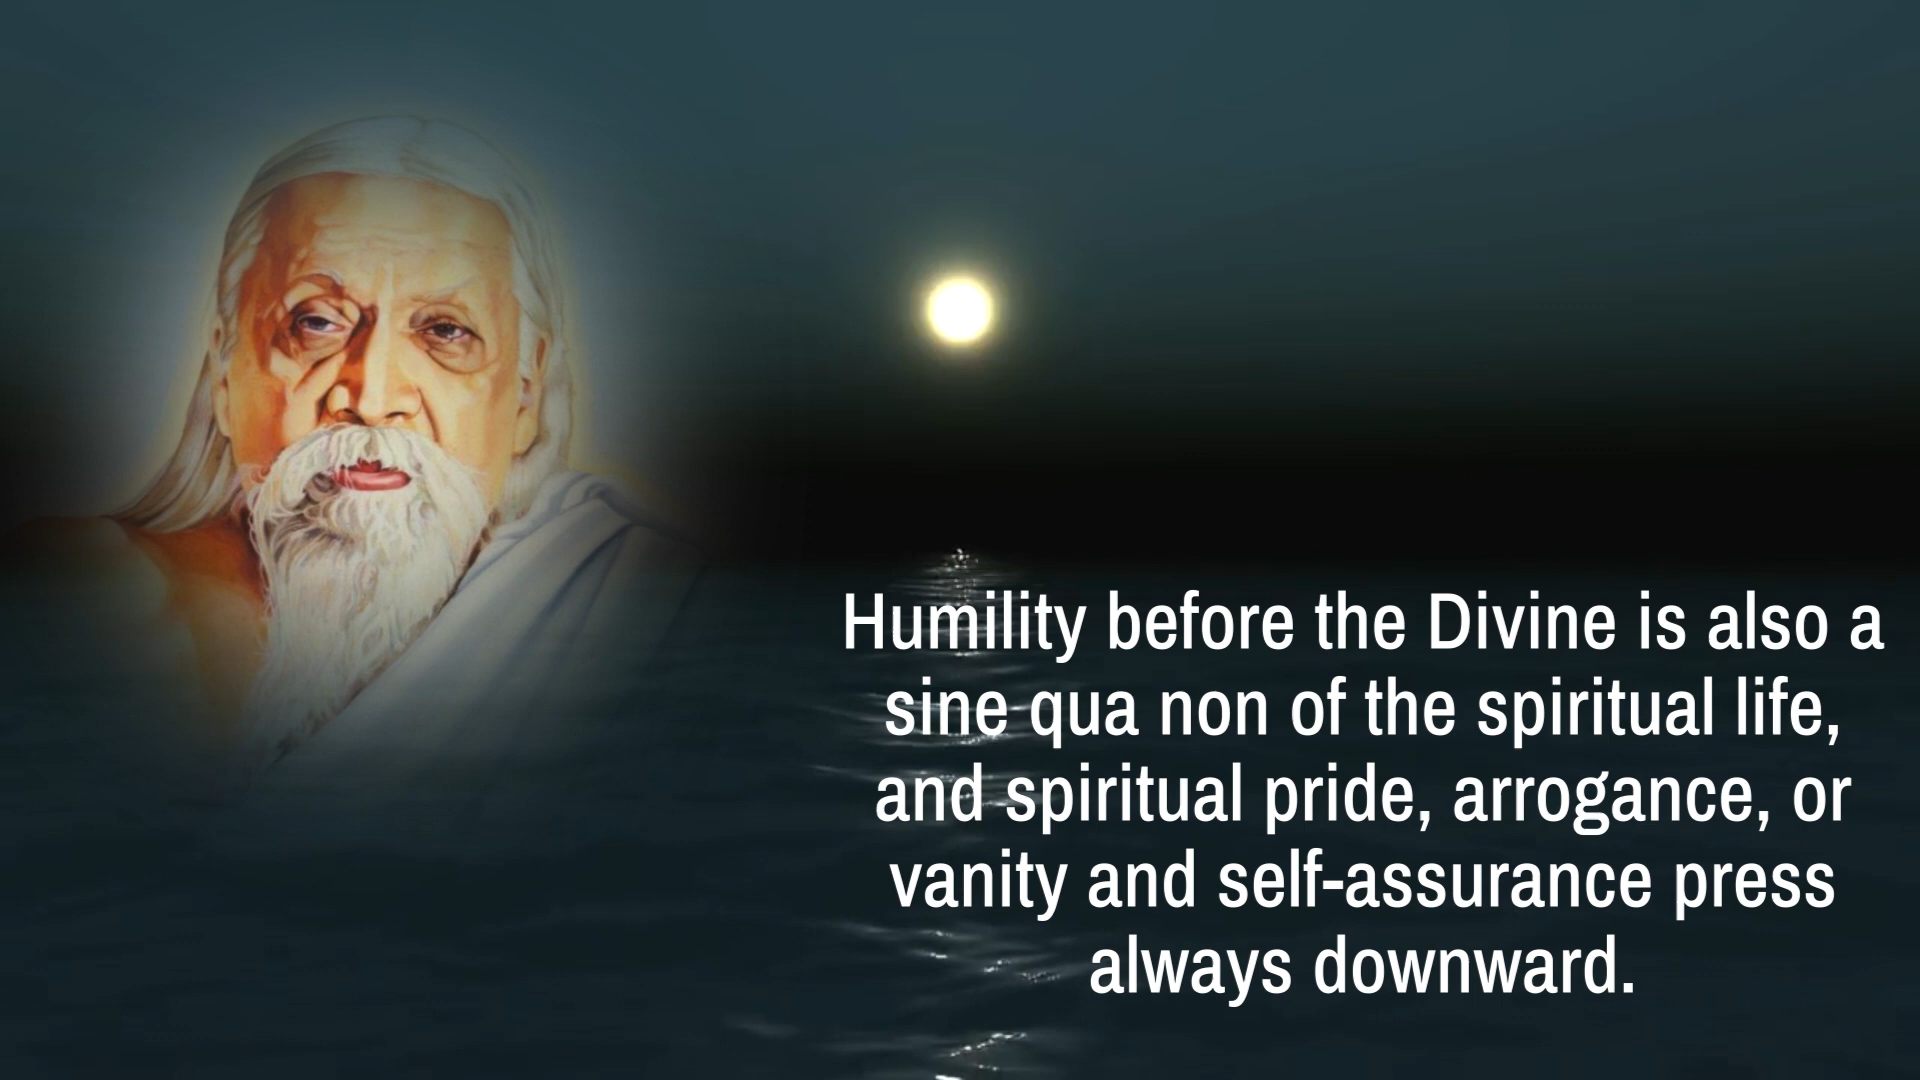 Humility before the Divine is also a
sine qua non of the spiritual life,
and spiritual pride, arrogance, or
vanity and self-assurance press
always downward.